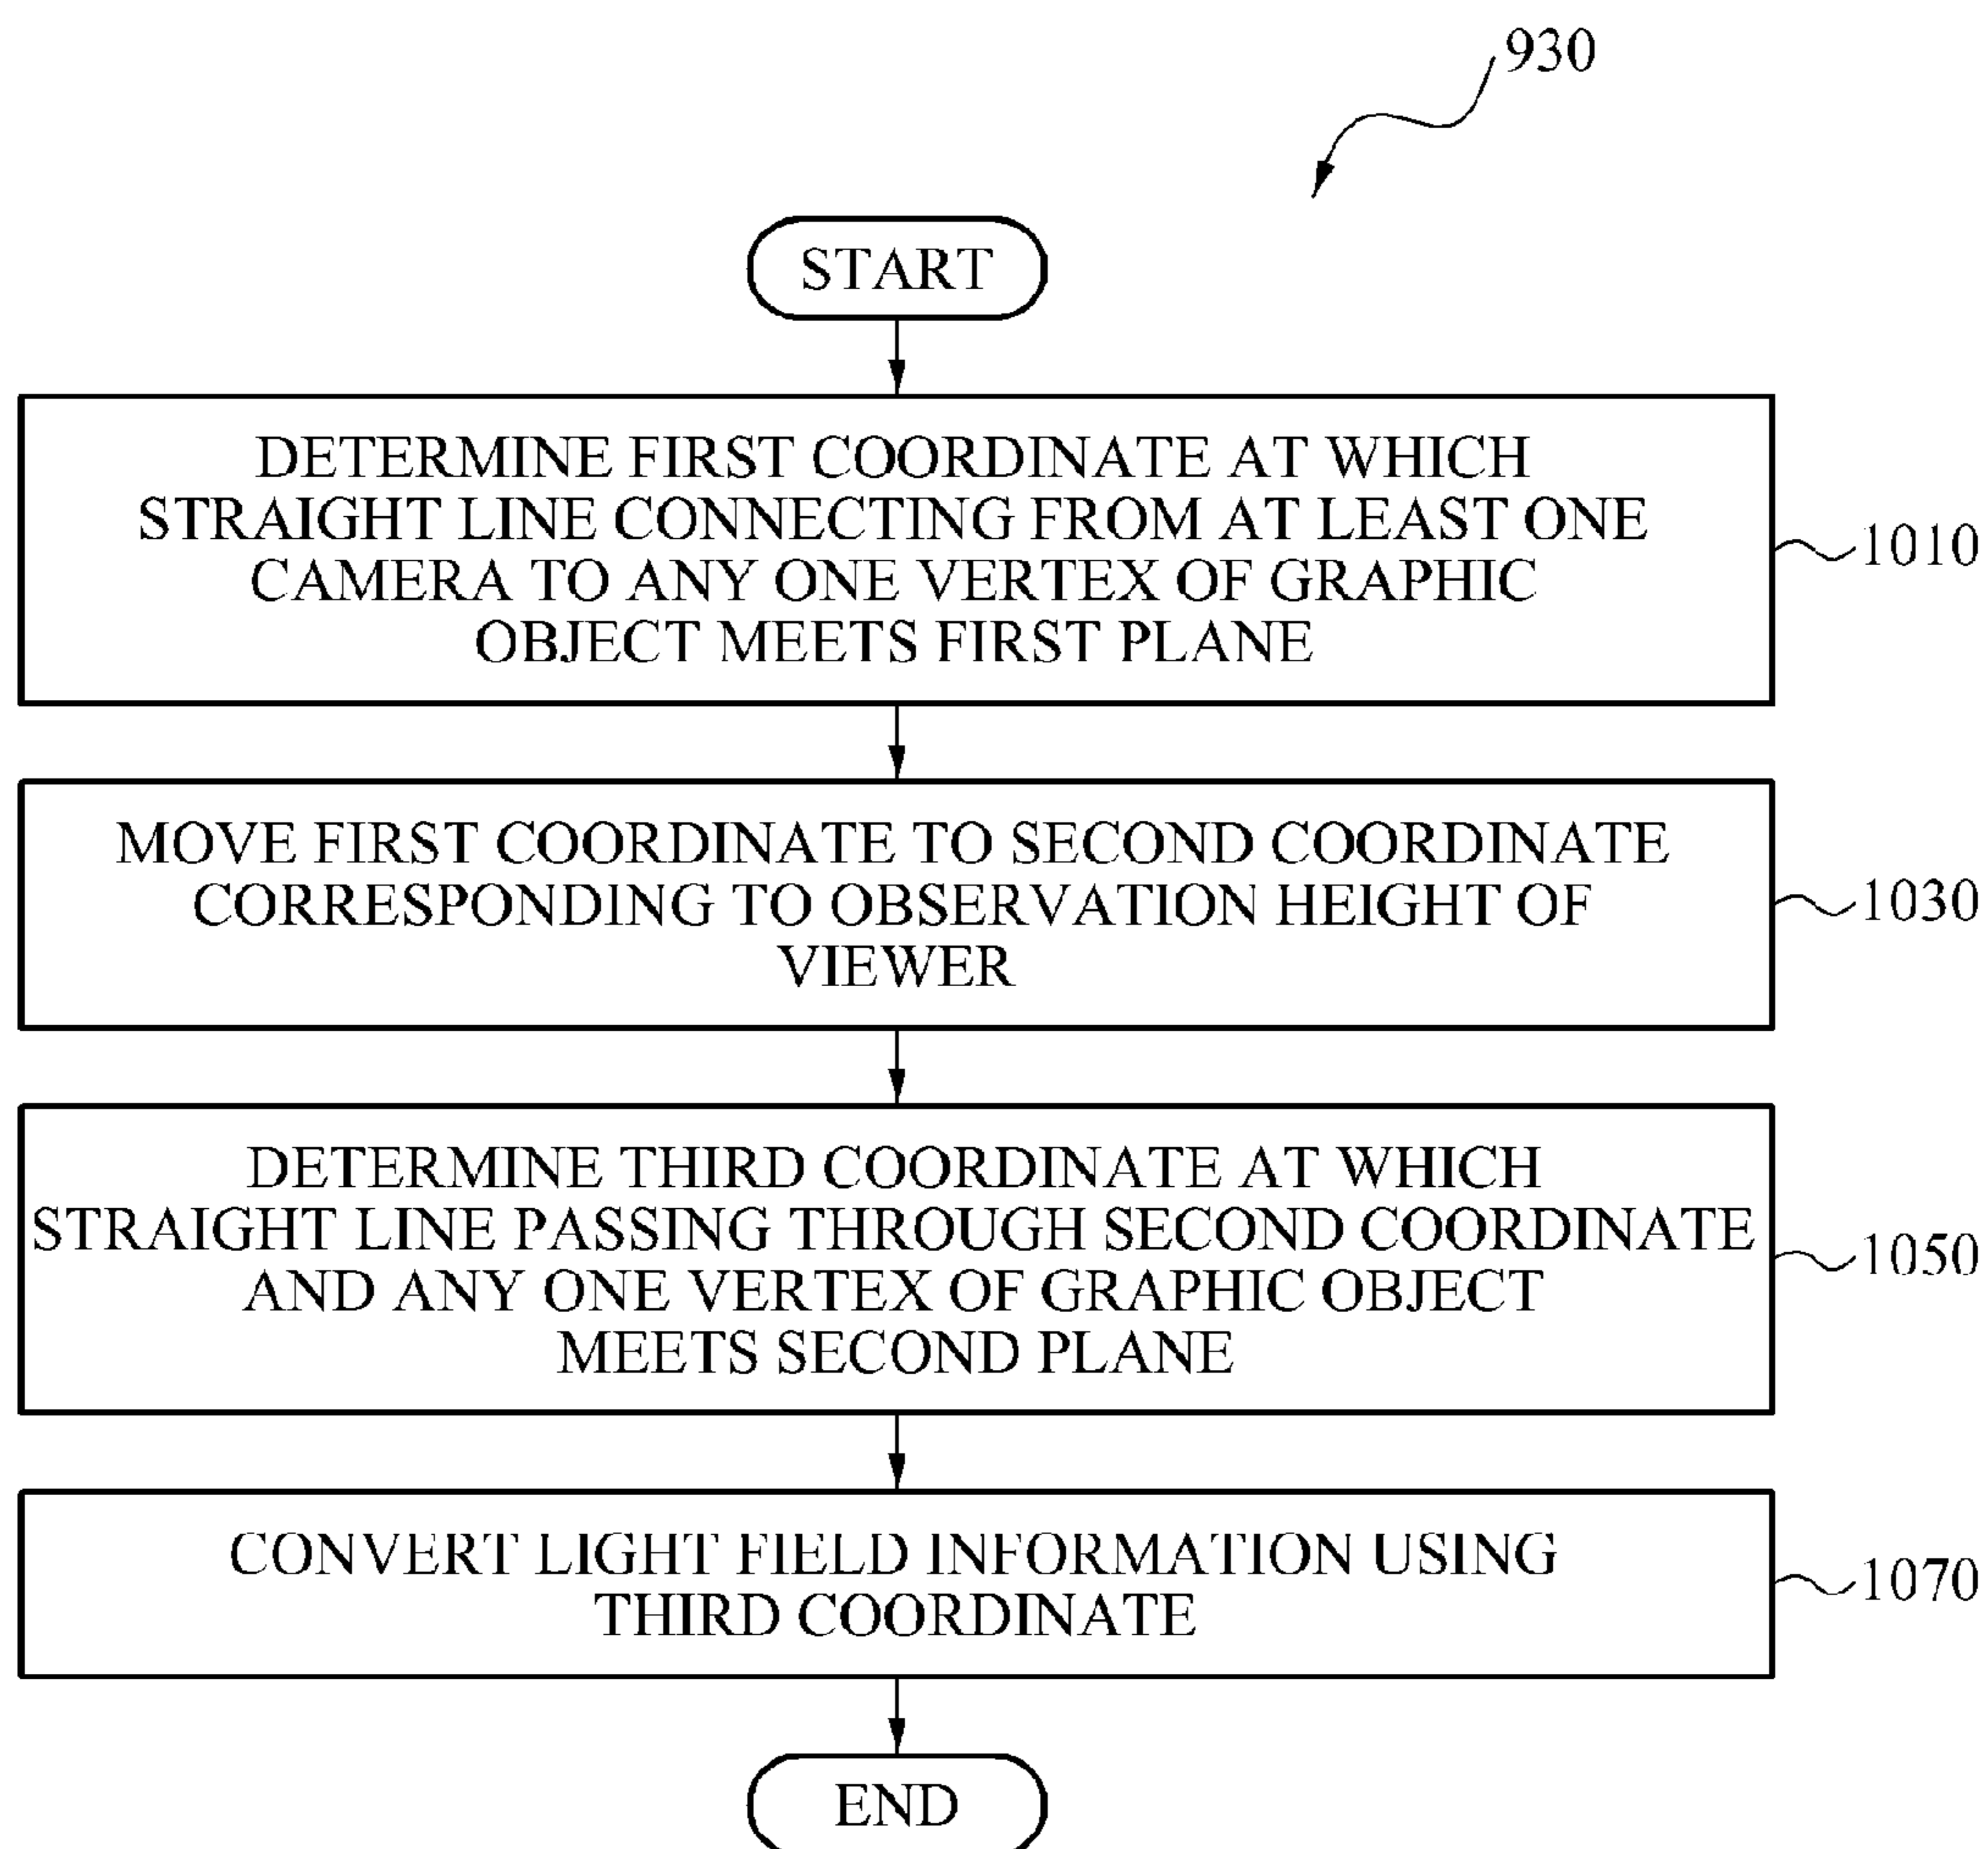 930
START
DETERMINE FIRST COORDINATE AT WHICH
STRAIGHT LINE CONNECTING FROM AT LEAST ONE
CAMERA TO ANY ONE VERTEX OF GRAPHIC
OBJECT MEETS FIRST PLANE
1010
MOVE FIRST COORDINATE TO SECOND COORDINATE
CORRESPONDING TO OBSERVATION HEIGHT OF
VIEWER
1030
DETERMINE THIRD COORDINATE AT WHICH
STRAIGHT LINE PASSING THROUGH SECOND COORDINATE
AND ANY ONE VERTEX OF GRAPHIC OBJECT
MEETS SECOND PLANE
1050
CONVERT LIGHT FIELD INFORMATION USING
THIRD COORDINATE
1070
END